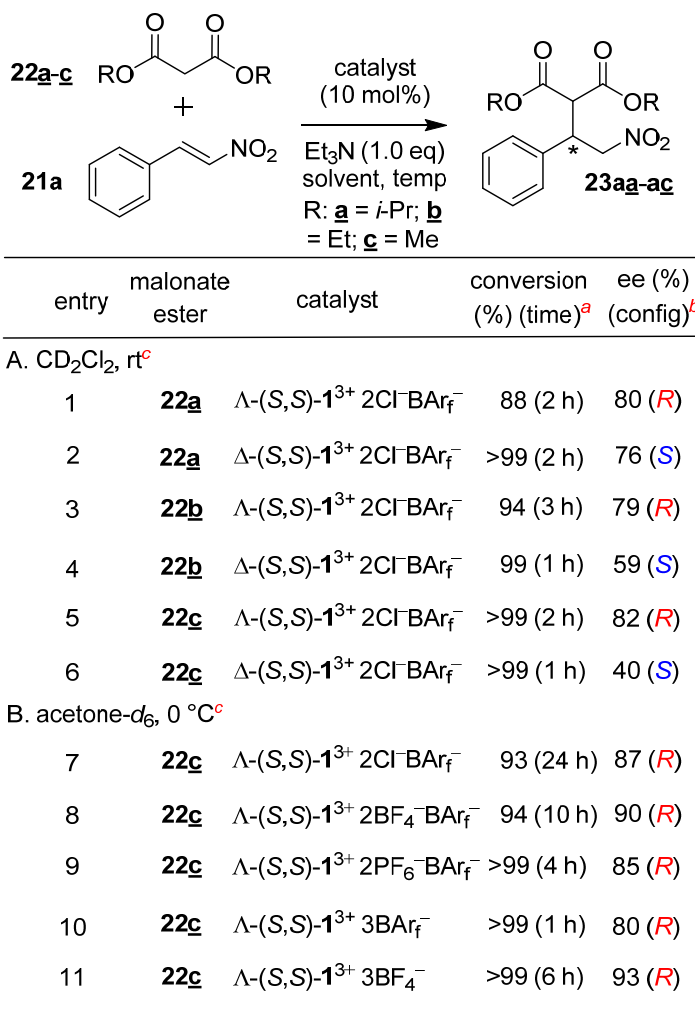 22a-c RO O O OR
+
21a NO2
catalyst
(10 mol%)
Et3N (1.0 eq)
solvent, temp
R: a = i-Pr; b
= Et; c = Me
O O
RO OR
NO2
*
23aa-ac
entry malonate ester catalyst conversion (%) (time)a ee (%) (config)b
A. CD2Cl2, rtc
1 22a Λ-(S,S)-1³⁺ 2Cl⁻BArf⁻ 88 (2 h) 80 (R)
2 22a Δ-(S,S)-1³⁺ 2Cl⁻BArf⁻ >99 (2 h) 76 (S)
3 22b Λ-(S,S)-1³⁺ 2Cl⁻BArf⁻ 94 (3 h) 79 (R)
4 22b Δ-(S,S)-1³⁺ 2Cl⁻BArf⁻ 99 (1 h) 59 (S)
5 22c Λ-(S,S)-1³⁺ 2Cl⁻BArf⁻ >99 (2 h) 82 (R)
6 22c Δ-(S,S)-1³⁺ 2Cl⁻BArf⁻ >99 (1 h) 40 (S)
B. acetone-d6, 0 °Cc
7 22c Λ-(S,S)-1³⁺ 2Cl⁻BArf⁻ 93 (24 h) 87 (R)
8 22c Λ-(S,S)-1³⁺ 2BF4⁻BArf⁻ 94 (10 h) 90 (R)
9 22c Λ-(S,S)-1³⁺ 2PF6⁻BArf⁻ >99 (4 h) 85 (R)
10 22c Λ-(S,S)-1³⁺ 3BArf⁻ >99 (1 h) 80 (R)
11 22c Λ-(S,S)-1³⁺ 3BF4⁻ >99 (6 h) 93 (R)